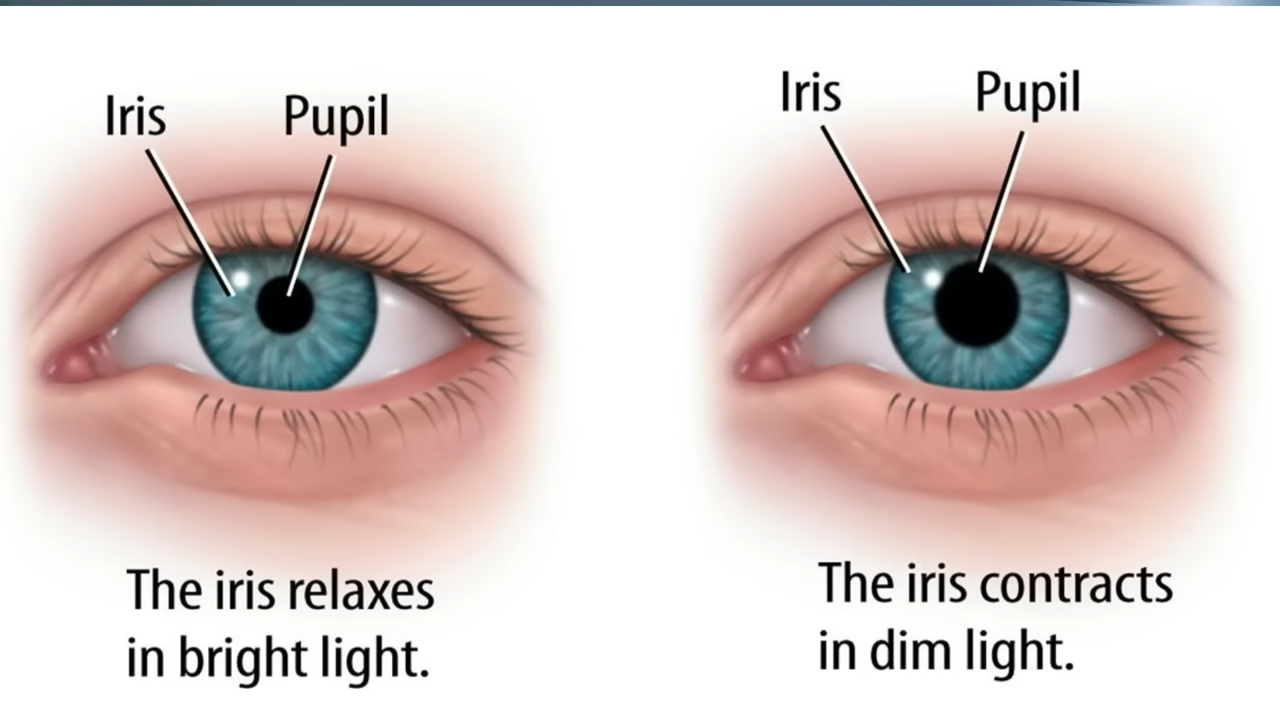 Iris Pupil
The iris relaxes
in bright light.
Iris Pupil
The iris contracts
in dim light.